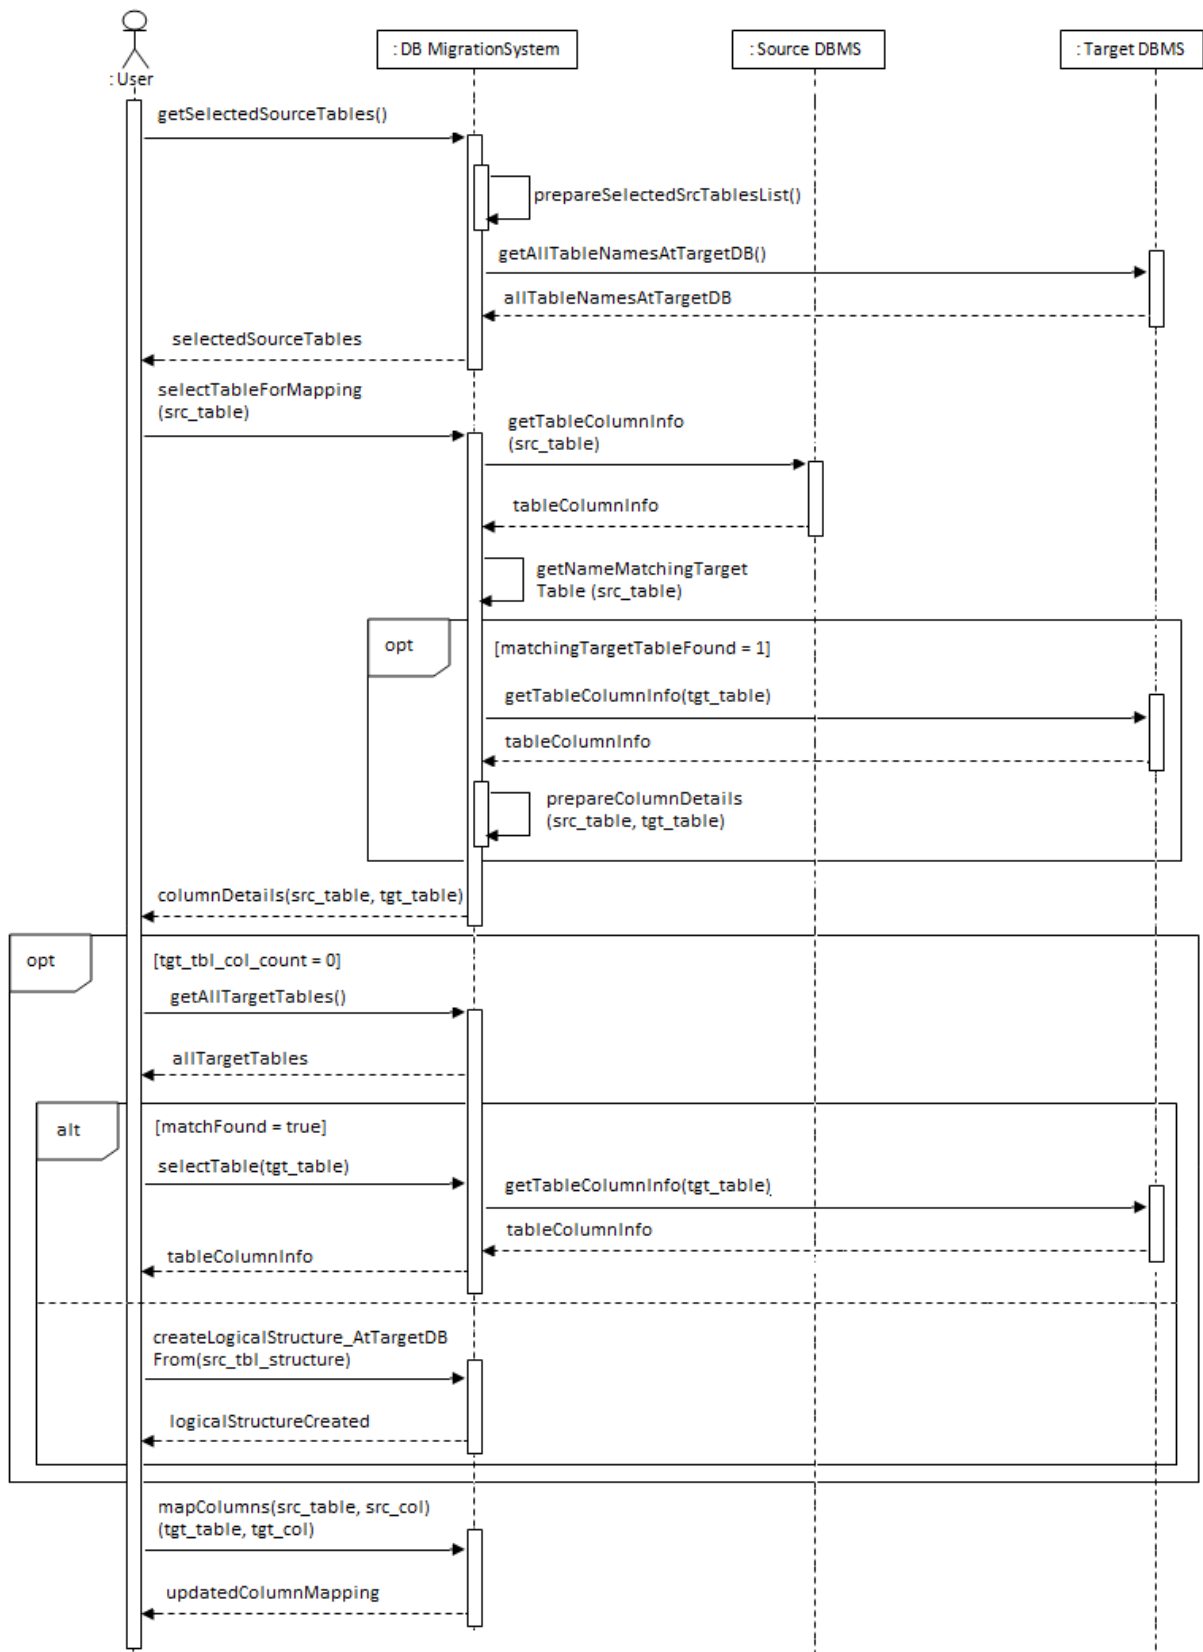 : User
: DB MigrationSystem
: Source DBMS
: Target DBMS
getSelectedSourceTables()
prepareSelectedSrcTablesList()
getAllTableNamesAtTargetDB()
allTableNamesAtTargetDB
selectedSourceTables
selectTableForMapping
(src_table)
getTableColumnInfo
(src_table)
tableColumnInfo
getNameMatchingTarget
Table (src_table)
opt
[matchingTargetTableFound = 1]
getTableColumnInfo(tgt_table)
tableColumnInfo
prepareColumnDetails
(src_table, tgt_table)
columnDetails(src_table, tgt_table)
opt
[tgt_tbl_col_count = 0]
getAllTargetTables()
allTargetTables
alt
[matchFound = true]
selectTable(tgt_table)
getTableColumnInfo(tgt_table)
tableColumnInfo
tableColumnInfo
createLogicalStructure_AtTargetDB
From(src_tbl_structure)
logicalStructureCreated
mapColumns(src_table, src_col)
(tgt_table, tgt_col)
updatedColumnMapping